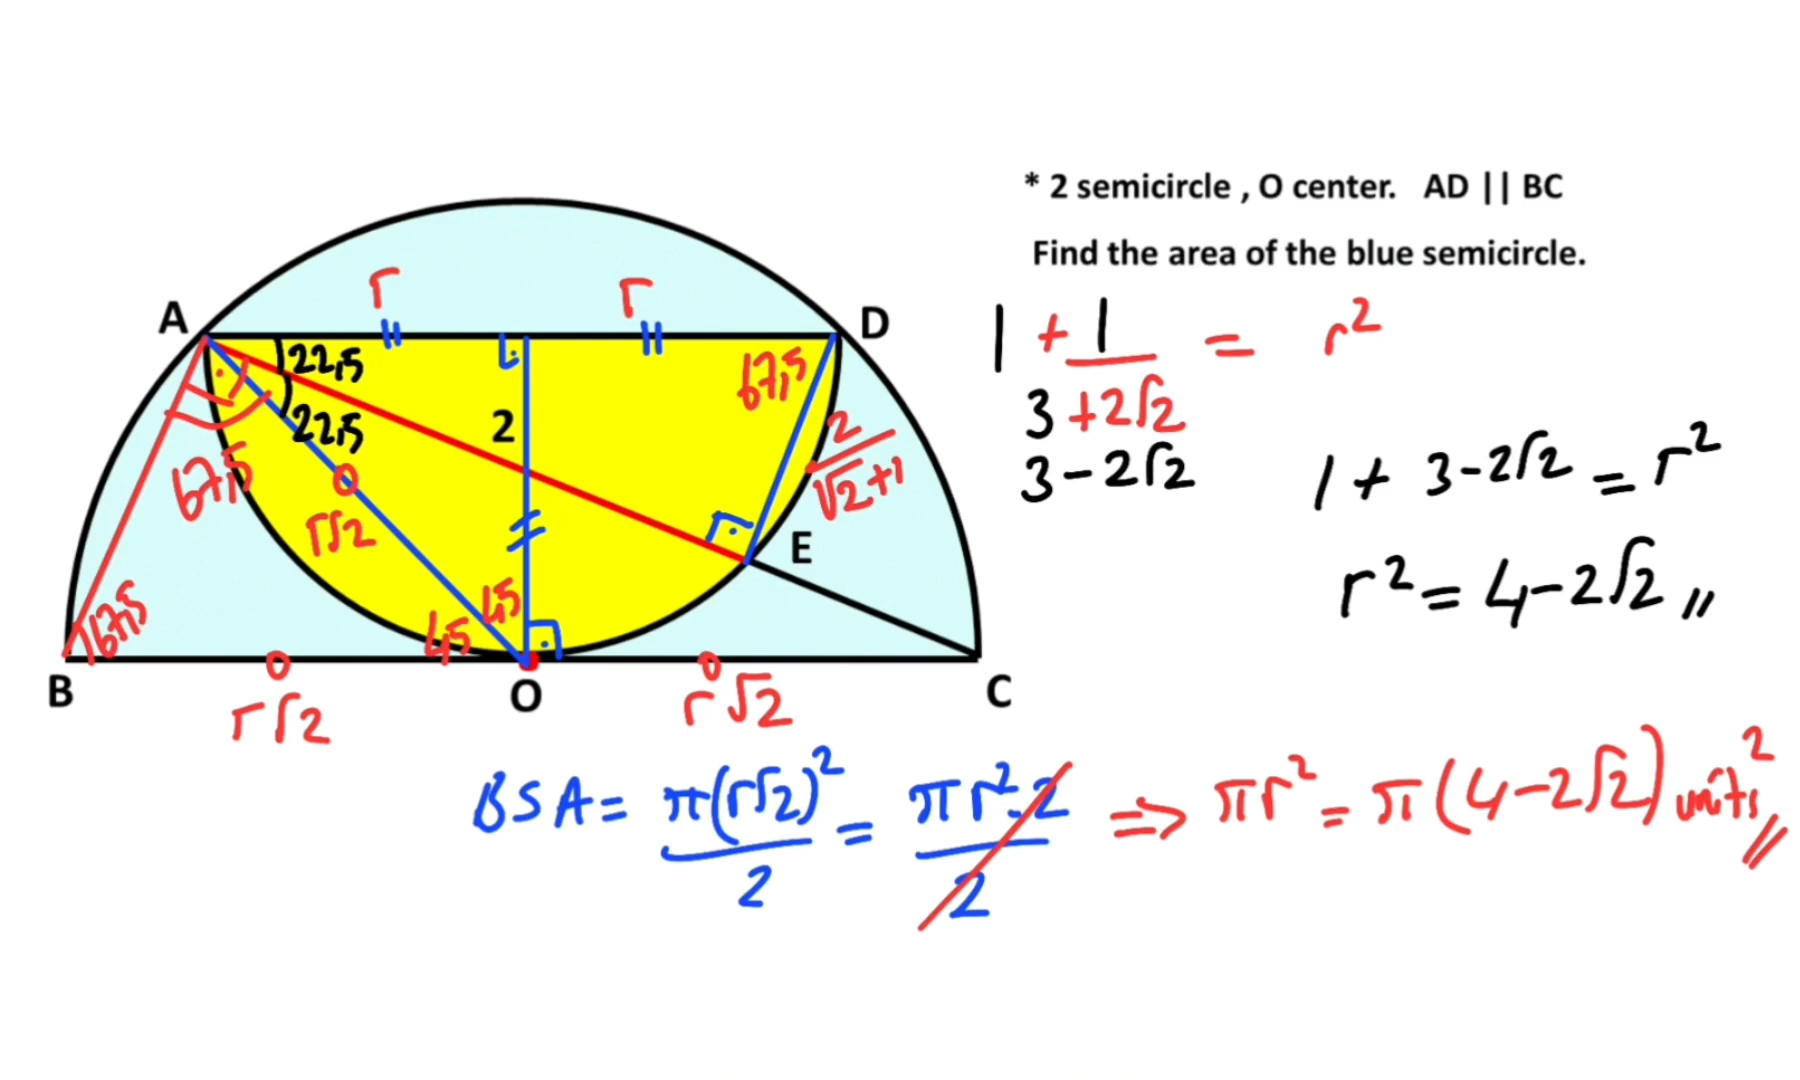 * 2 semicircle , O center. AD || BC
Find the area of the blue semicircle.
A
r
r
D
22,5
22,5
2
67,5
2/(√2+1)
67,5
r√2
E
67,5
45
45
B
O
C
r√2
r√2
1 + 1/(3+2√2) = r²
3-2√2
1 + 3-2√2 = r²
r² = 4-2√2 //
BSA = π(r√2)²/2 = πr².2/2 ⇒ πr² = π(4-2√2) units² //